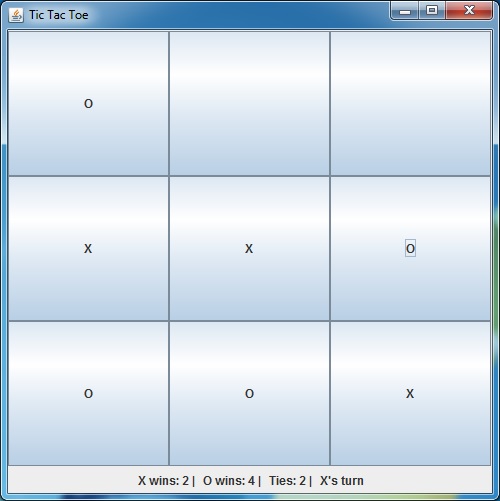 Tic Tac Toe
o
x x o
o o x
X wins: 2 | O wins: 4 | Ties: 2 | X's turn